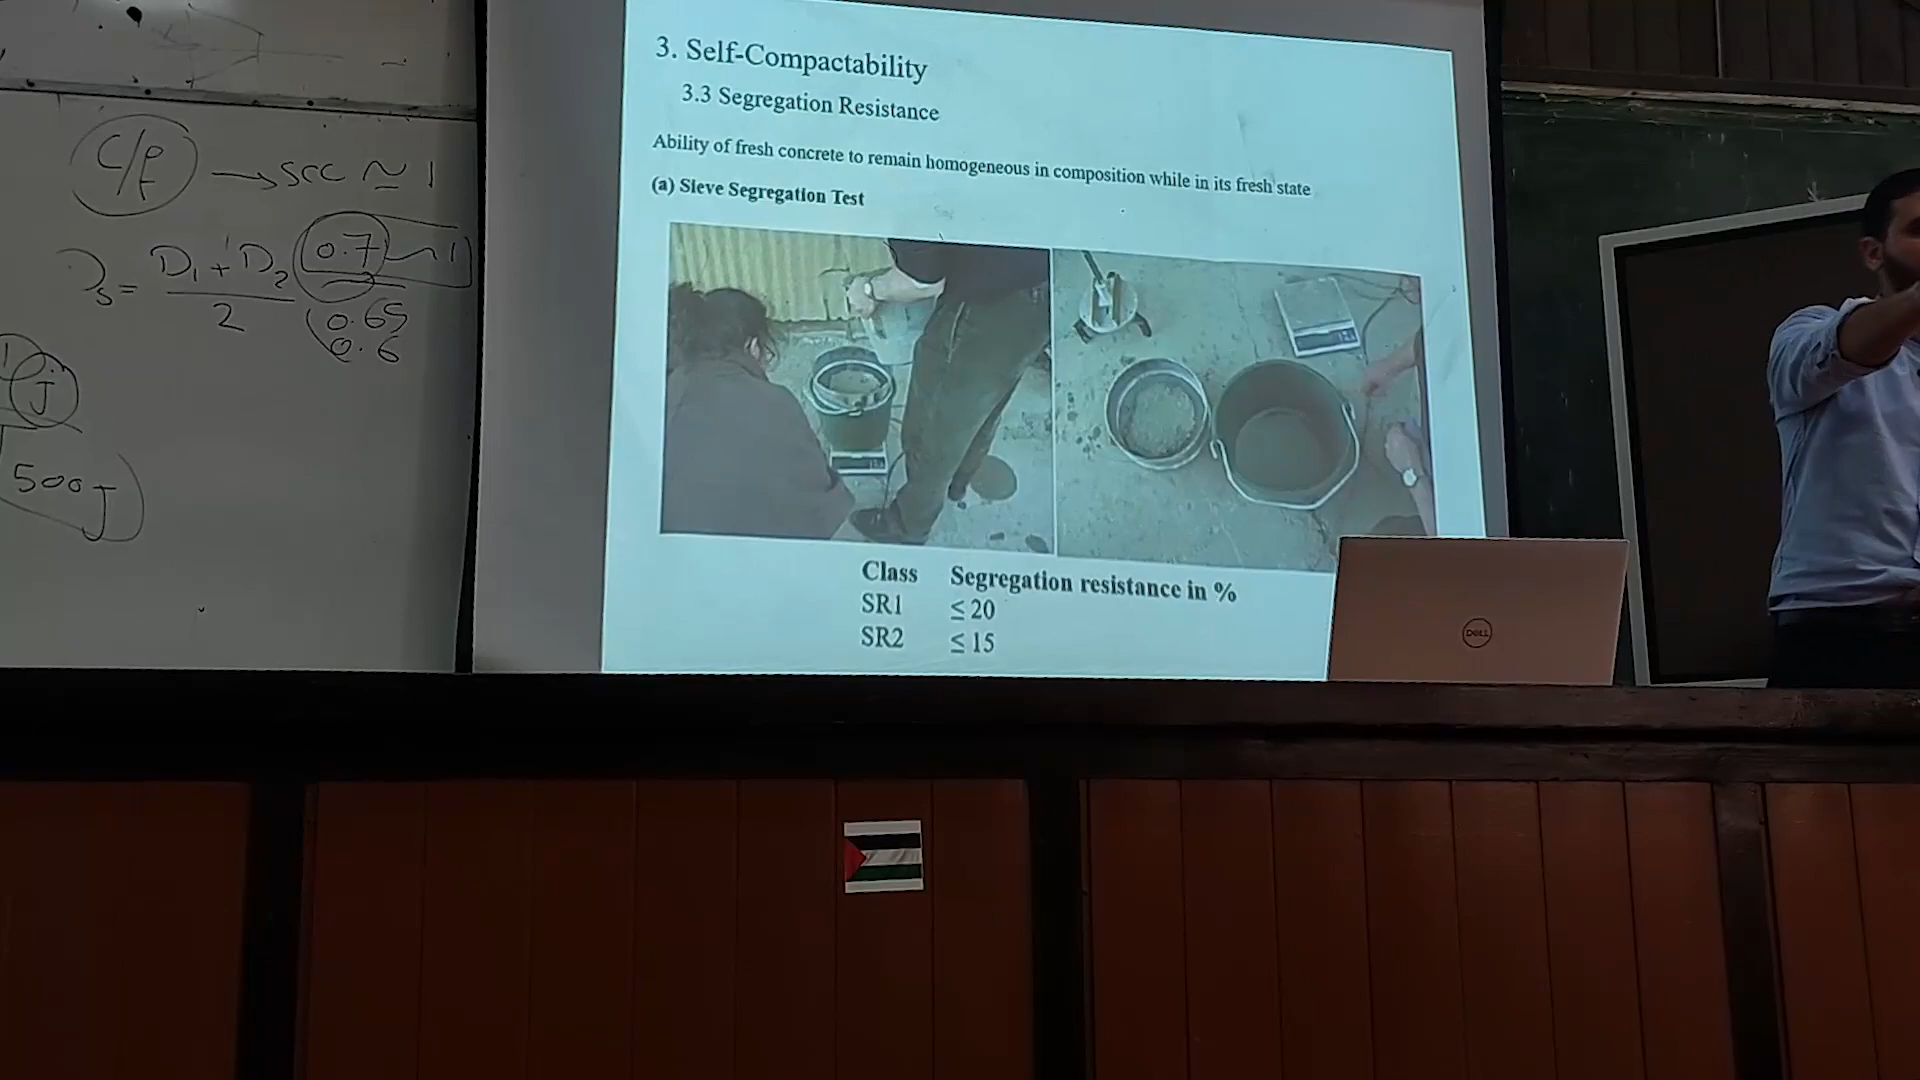 C/F → SCC ≃ 1
Ds = D1 + D2 / 2
0.7 ~ 1
0.65
0.6
J
500 J
3. Self-Compactability
3.3 Segregation Resistance
Ability of fresh concrete to remain homogeneous in composition while in its fresh state
(a) Sieve Segregation Test
Class Segregation resistance in %
SR1 ≤ 20
SR2 ≤ 15
DELL